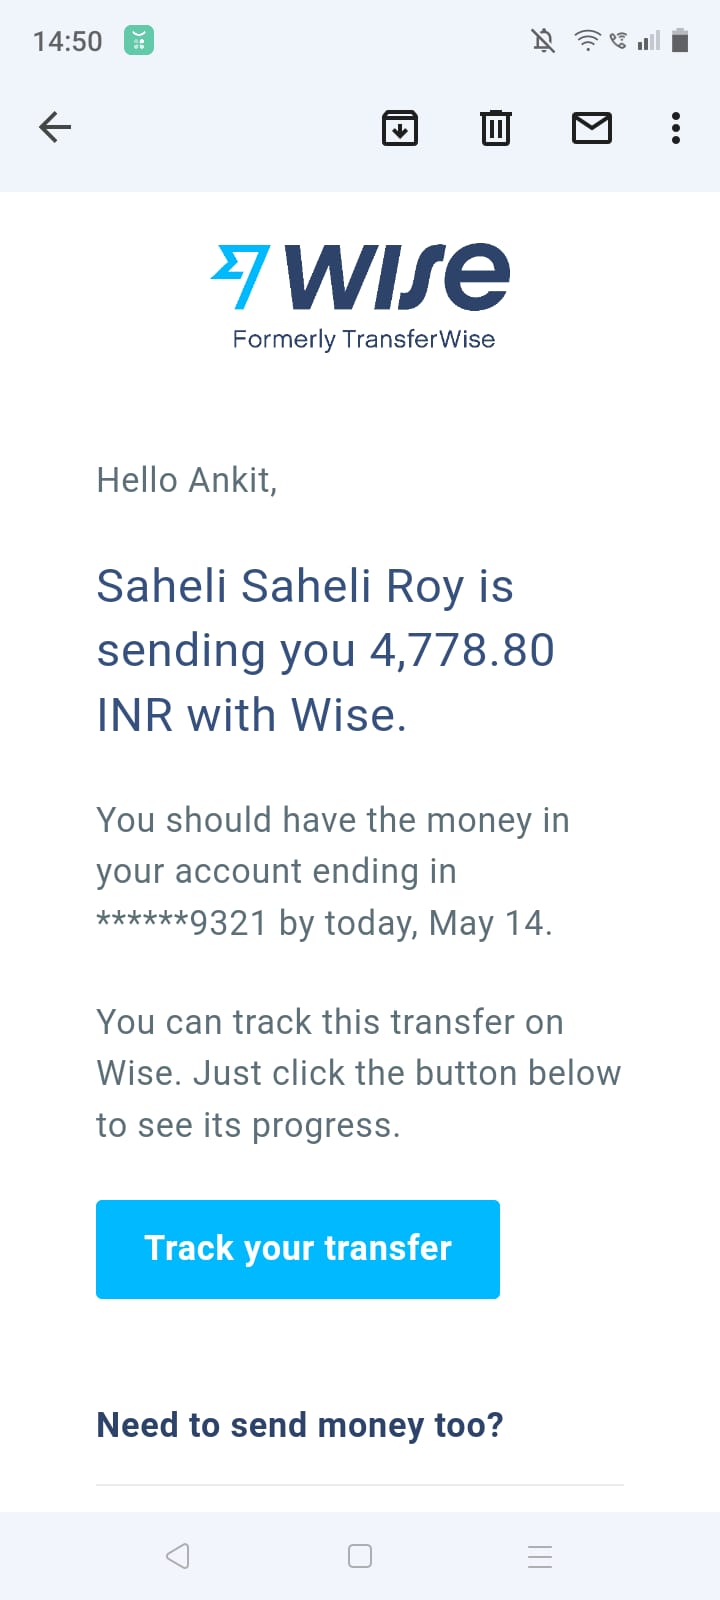 14:50
wise
Formerly TransferWise
Hello Ankit,
Saheli Saheli Roy is
sending you 4,778.80
INR with Wise.
You should have the money in
your account ending in
******9321 by today, May 14.
You can track this transfer on
Wise. Just click the button below
to see its progress.
Track your transfer
Need to send money too?